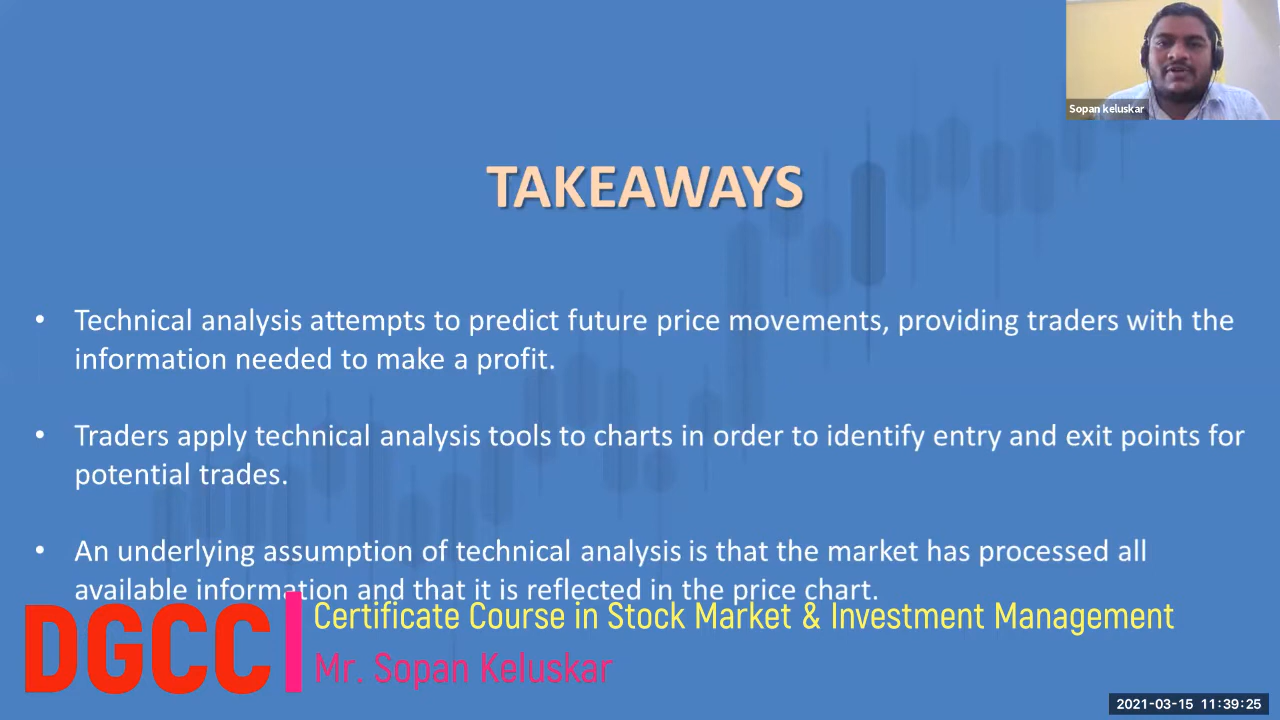 Sopan keluskar
TAKEAWAYS
• Technical analysis attempts to predict future price movements, providing traders with the
information needed to make a profit.
• Traders apply technical analysis tools to charts in order to identify entry and exit points for
potential trades.
• An underlying assumption of technical analysis is that the market has processed all
available information and that it is reflected in the price chart.
DGCC
Certificate Course in Stock Market & Investment Management
Mr. Sopan Keluskar
2021-03-15 11:39:25